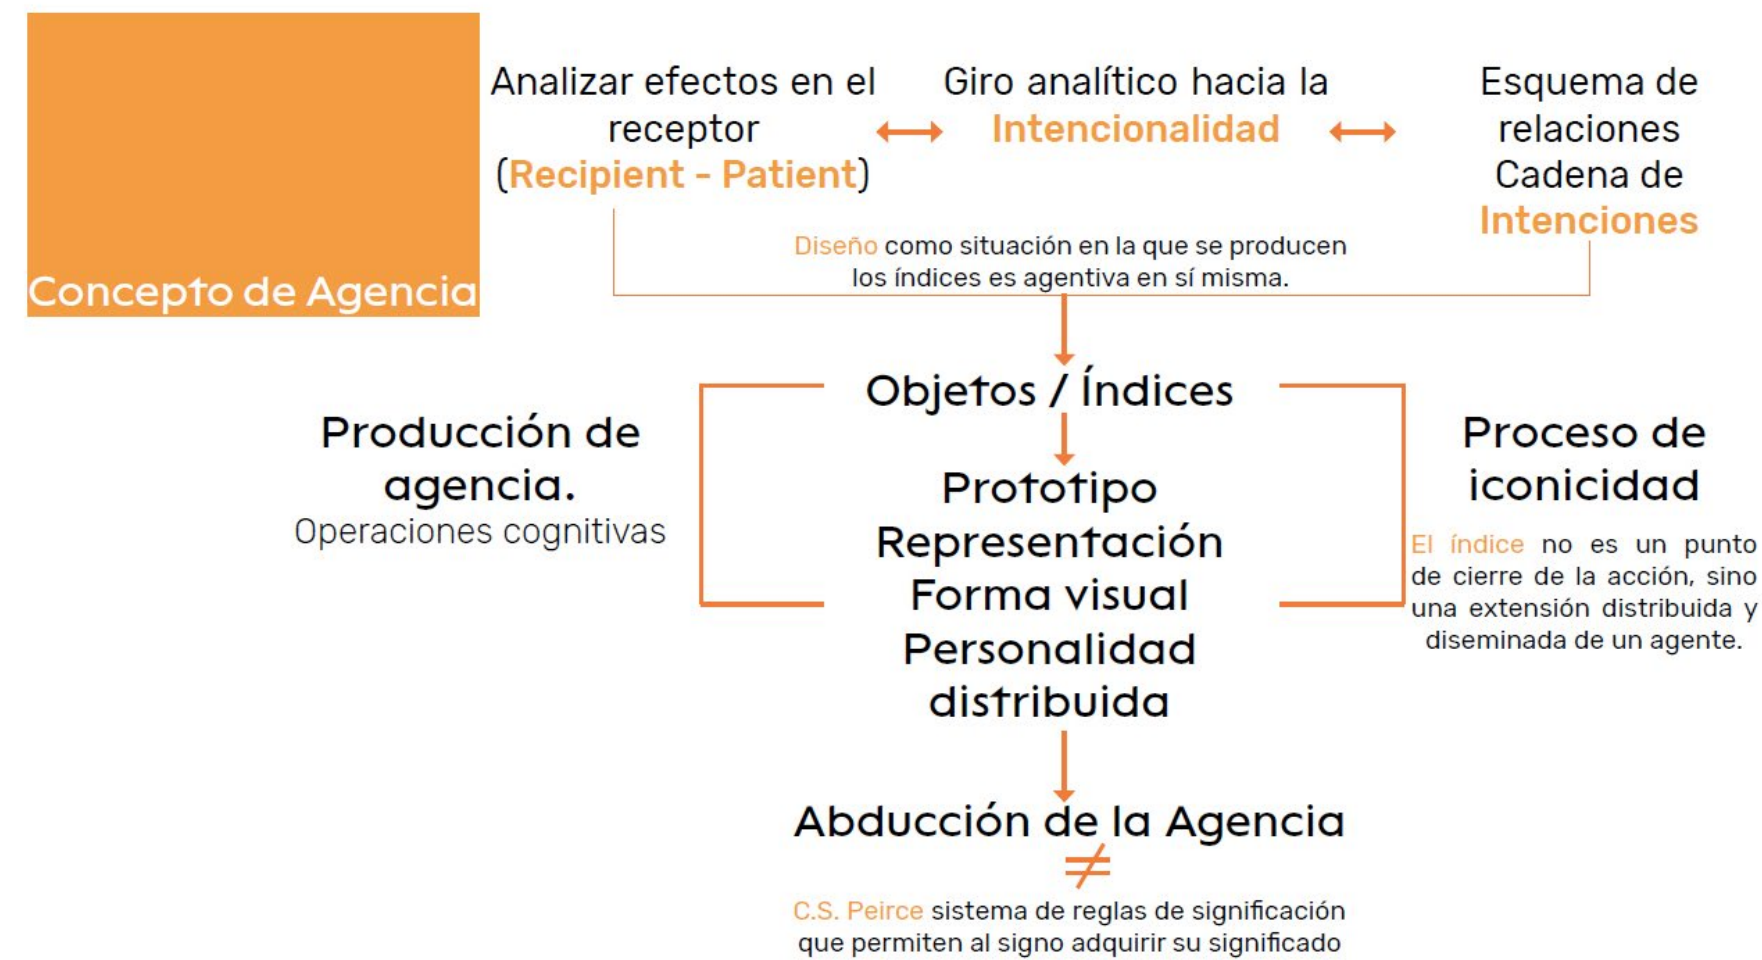 Concepto de Agencia
Analizar efectos en el
receptor
(Recipient - Patient)
Giro analítico hacia la
Intencionalidad
Esquema de
relaciones
Cadena de
Intenciones
Diseño como situación en la que se producen
los índices es agentiva en sí misma.
Objetos / Índices
Producción de
agencia.
Operaciones cognitivas
Prototipo
Representación
Forma visual
Personalidad
distribuida
Proceso de
iconicidad
El índice no es un punto
de cierre de la acción, sino
una extensión distribuida y
diseminada de un agente.
Abducción de la Agencia
≠
C.S. Peirce sistema de reglas de significación
que permiten al signo adquirir su significado